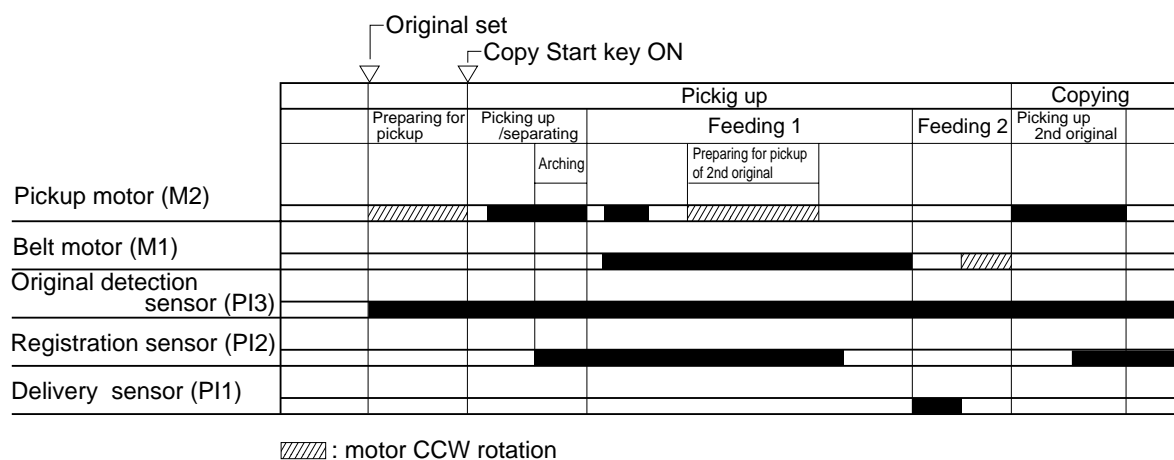 Original set
Copy Start key ON
Pickig up
Copying
Preparing for
pickup
Picking up
/separating
Feeding 1
Feeding 2
Picking up
2nd original
Arching
Preparing for pickup
of 2nd original
Pickup motor (M2)
Belt motor (M1)
Original detection
sensor (PI3)
Registration sensor (PI2)
Delivery sensor (PI1)
: motor CCW rotation